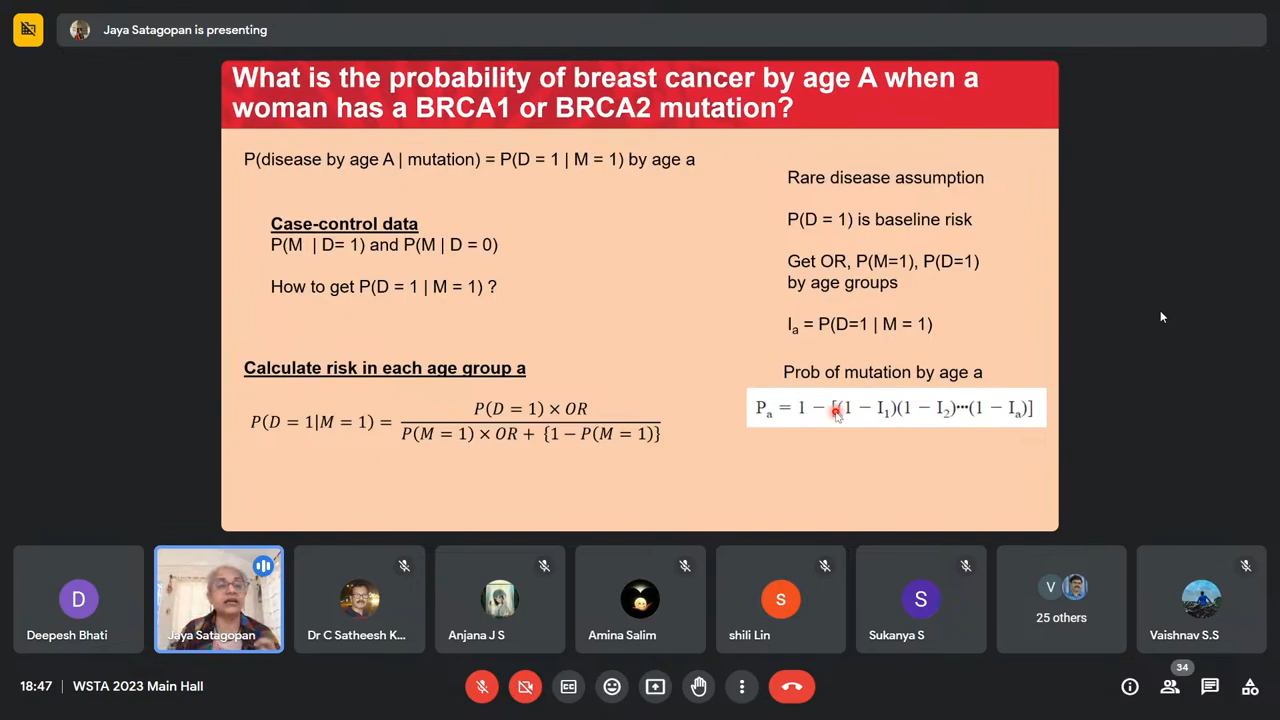 Jaya Satagopan is presenting
What is the probability of breast cancer by age A when a
woman has a BRCA1 or BRCA2 mutation?
P(disease by age A | mutation) = P(D = 1 | M = 1) by age a
Case-control data
P(M | D= 1) and P(M | D = 0)
How to get P(D = 1 | M = 1) ?
Calculate risk in each age group a
P(D = 1|M = 1) = P(D = 1) × OR / P(M = 1) × OR + {1 − P(M = 1)}
Rare disease assumption
P(D = 1) is baseline risk
Get OR, P(M=1), P(D=1)
by age groups
Iₐ = P(D=1 | M = 1)
Prob of mutation by age a
Pₐ = 1 − [(1 − I₁)(1 − I₂)···(1 − Iₐ)]
D
S
S
V
25 others
Deepesh Bhati
Jaya Satagopan
Dr C Satheesh K...
Anjana J S
Amina Salim
shili Lin
Sukanya S
Vaishnav S.S
18:47 | WSTA 2023 Main Hall
CC
34